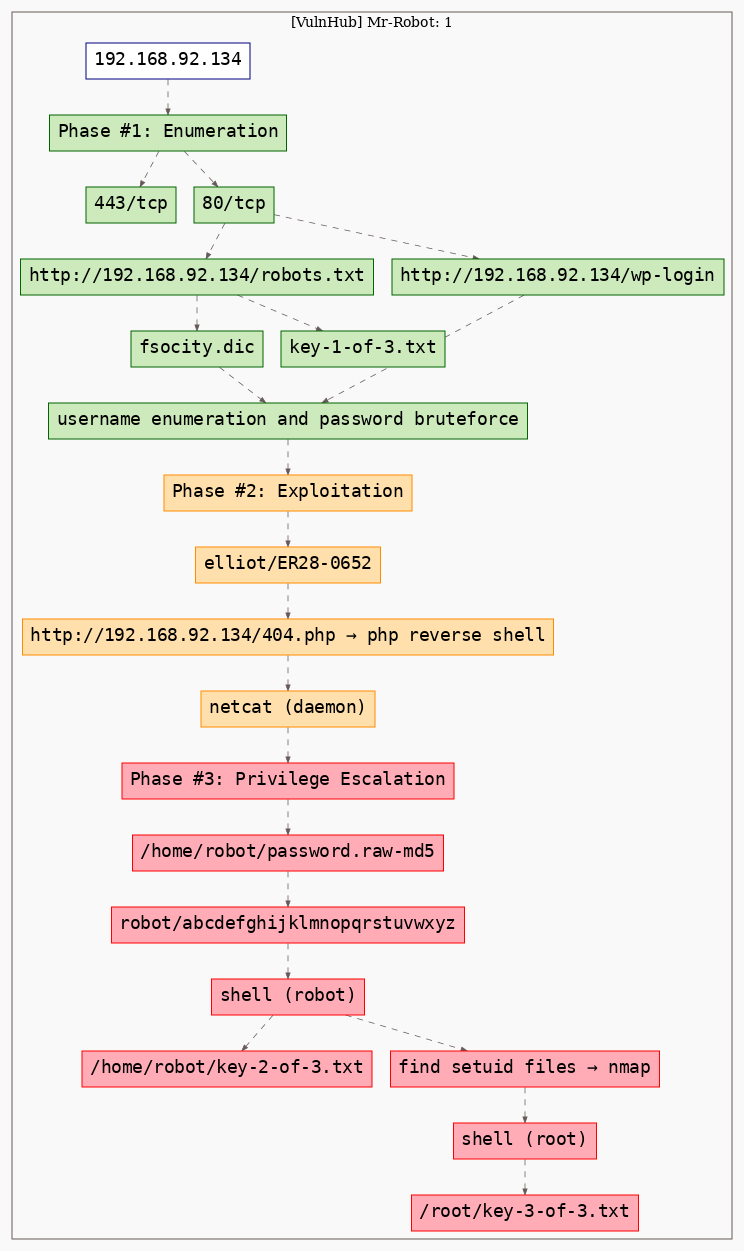 [VulnHub] Mr-Robot: 1
192.168.92.134
Phase #1: Enumeration
443/tcp
80/tcp
http://192.168.92.134/robots.txt
http://192.168.92.134/wp-login
fsocity.dic
key-1-of-3.txt
username enumeration and password bruteforce
Phase #2: Exploitation
elliot/ER28-0652
http://192.168.92.134/404.php → php reverse shell
netcat (daemon)
Phase #3: Privilege Escalation
/home/robot/password.raw-md5
robot/abcdefghijklmnopqrstuvwxyz
shell (robot)
/home/robot/key-2-of-3.txt
find setuid files → nmap
shell (root)
/root/key-3-of-3.txt